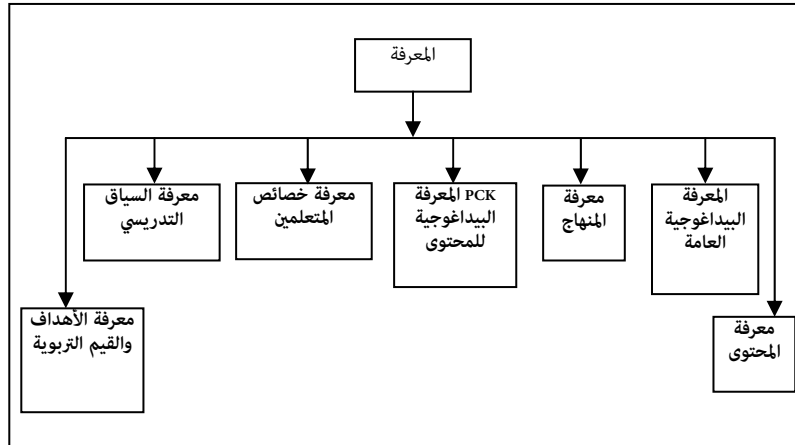 المعرفة
المعرفة
البيداغوجية
العامة
معرفة
المنهاج
PCK المعرفة
البيداغوجية
للمحتوى
معرفة خصائص
المتعلمين
معرفة السياق
التدريسي
معرفة
المحتوى
معرفة الأهداف
والقيم التربوية